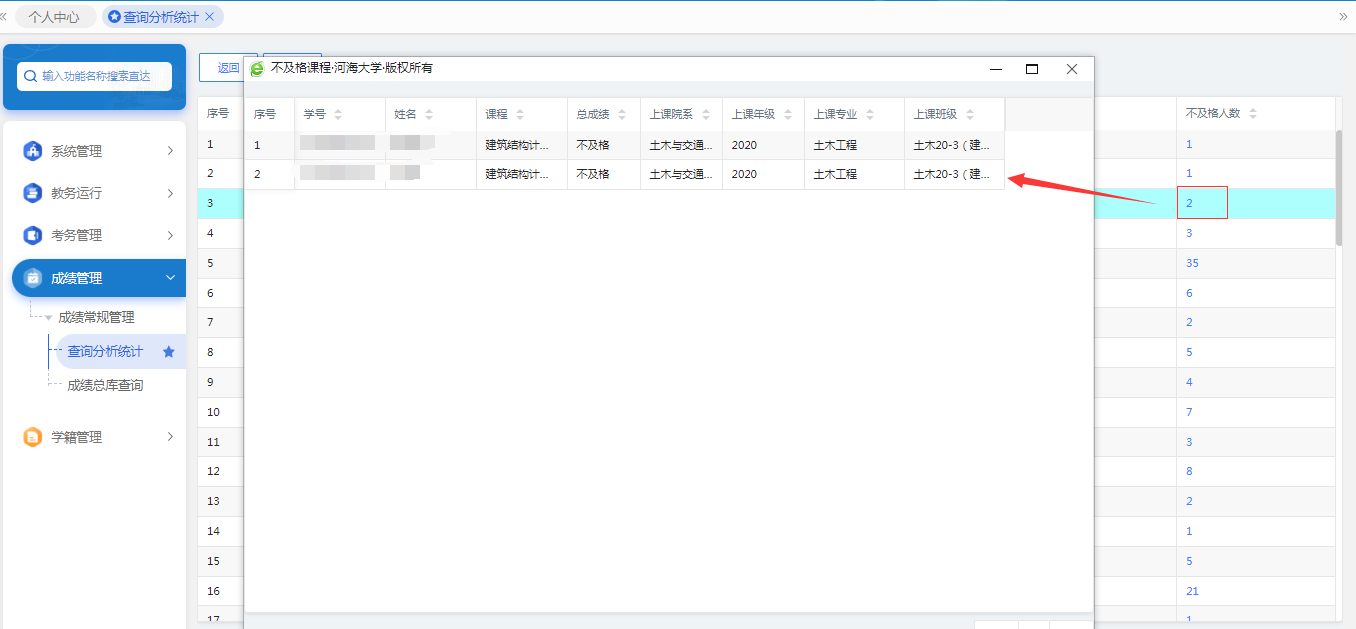 « 个人中心 查询分析统计 × »
输入功能名称搜索直达
系统管理
教务运行
考务管理
成绩管理
成绩常规管理
查询分析统计
成绩总库查询
学籍管理
返回
不及格课程·河海大学·版权所有
序号 学号 姓名 课程 总成绩 上课院系 上课年级 上课专业 上课班级
1 建筑结构计... 不及格 土木与交通... 2020 土木工程 土木20-3（建...
2 建筑结构计... 不及格 土木与交通... 2020 土木工程 土木20-3（建...
序号 不及格人数
1 1
2 1
3 2
4 3
5 35
6 6
7 2
8 5
9 4
10 7
11 3
12 8
13 2
14 1
15 5
16 21
17 1